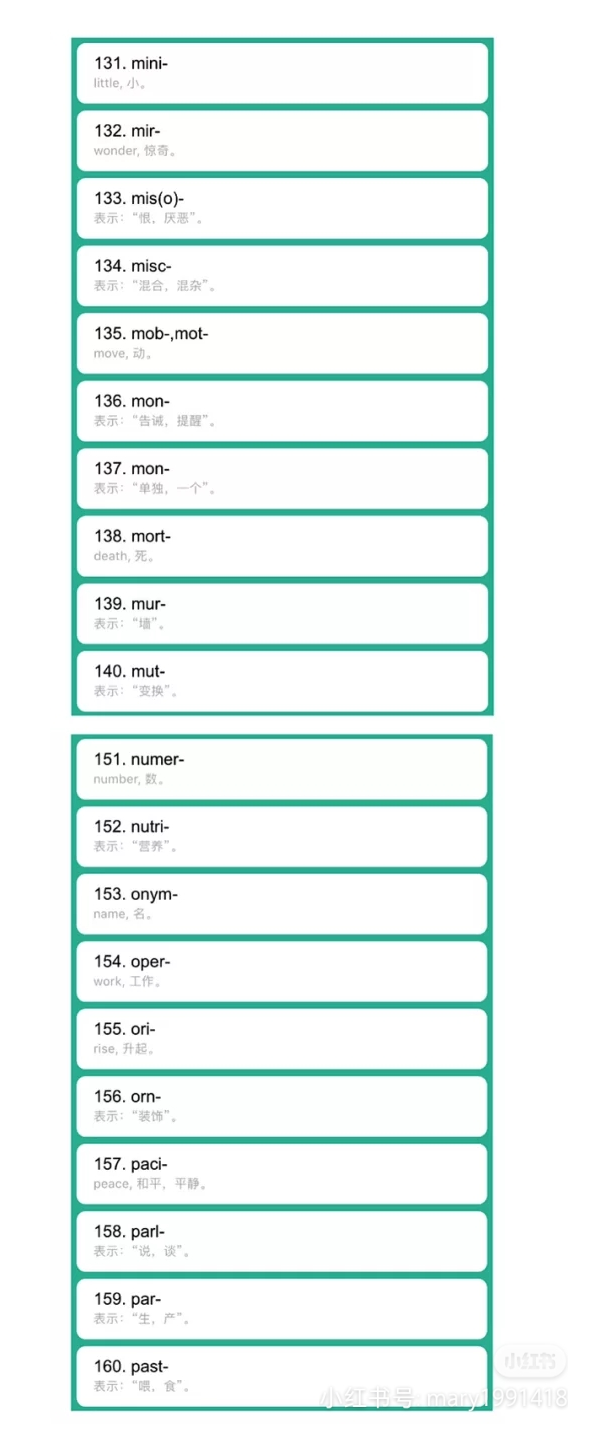 131. mini-
little, 小。
132. mir-
wonder, 惊奇。
133. mis(o)-
表示：“恨，厌恶”。
134. misc-
表示：“混合，混杂”。
135. mob-,mot-
move, 动。
136. mon-
表示：“告诫，提醒”。
137. mon-
表示：“单独，一个”。
138. mort-
death, 死。
139. mur-
表示：“墙”。
140. mut-
表示：“变换”。
151. numer-
number, 数。
152. nutri-
表示：“营养”。
153. onym-
name, 名。
154. oper-
work, 工作。
155. ori-
rise, 升起。
156. orn-
表示：“装饰”。
157. paci-
peace, 和平，平静。
158. parl-
表示：“说，谈”。
159. par-
表示：“生，产”。
160. past-
表示：“喂，食”。
小红书
小红书号 mary1991418